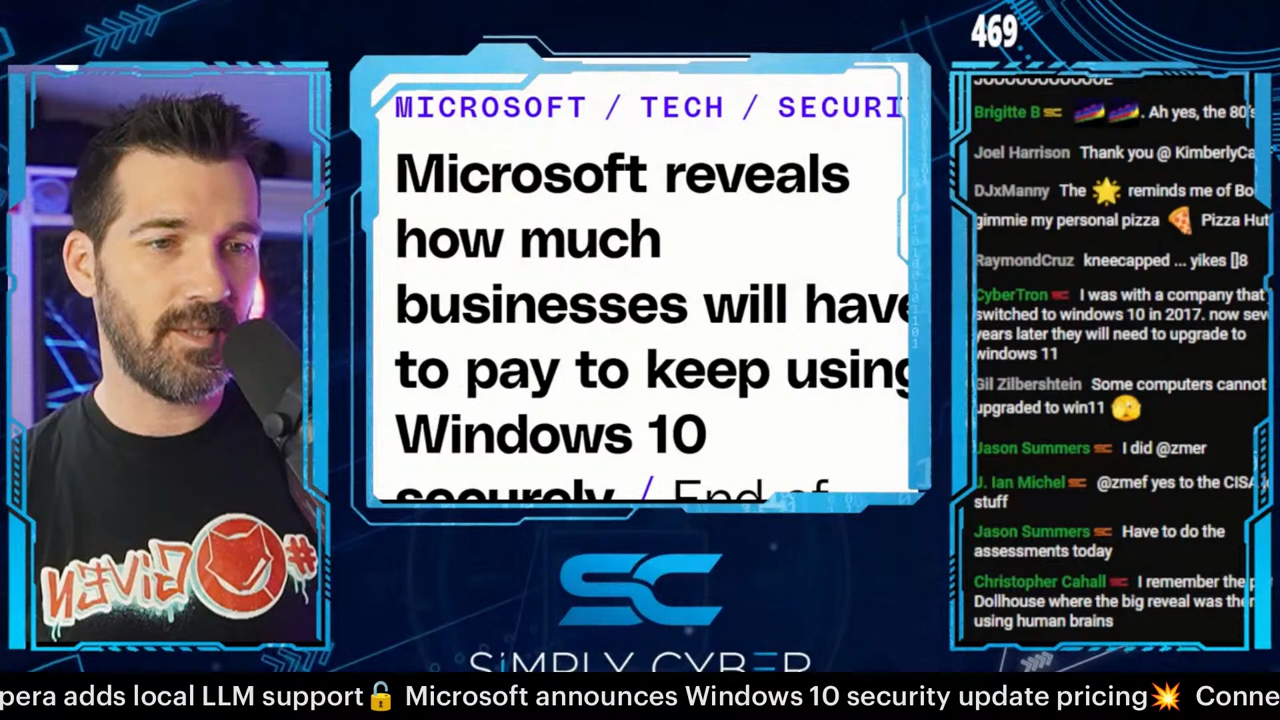 469
MICROSOFT / TECH / SECURI
Microsoft reveals
how much
businesses will have
to pay to keep using
Windows 10
securely / End of
Brigitte B . Ah yes, the 80's
Joel Harrison Thank you @ KimberlyCa
DJxManny The reminds me of Bo
gimmie my personal pizza Pizza Hut
RaymondCruz kneecapped ... yikes []8
CyberTron I was with a company that
switched to windows 10 in 2017. now sev
years later they will need to upgrade to
windows 11
Gil Zilbershtein Some computers cannot
upgraded to win11
Jason Summers I did @zmer
J. Ian Michel @zmef yes to the CISA
stuff
Jason Summers Have to do the
assessments today
Christopher Cahall I remember the
Dollhouse where the big reveal was the
using human brains
#GiVEN
SC
SiMPLY CYBER
pera adds local LLM support🔓 Microsoft announces Windows 10 security update pricing💥 Conne